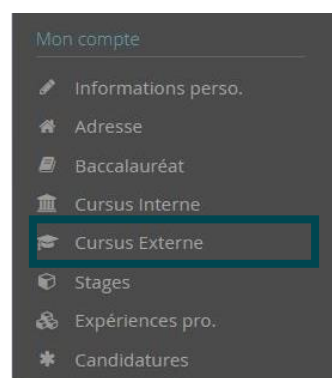 Mon compte
Informations perso.
Adresse
Baccalauréat
Cursus Interne
Cursus Externe
Stages
Expériences pro.
Candidatures